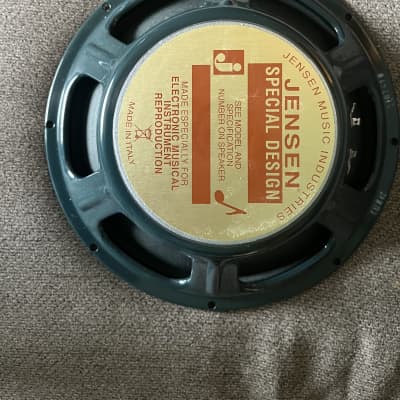 JENSEN MUSIC INDUSTRIES
JENSEN
SPECIAL DESIGN
SEE MODEL AND
SPECIFICATION
NUMBER OR SPEAKER
MADE ESPECIALLY FOR
ELECTRONIC MUSICAL
INSTRUMENT
REPRODUCTION
MADE IN ITALY